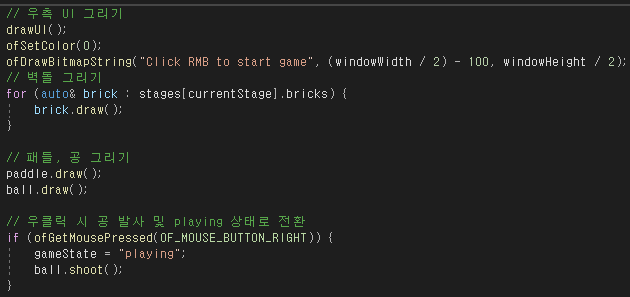 // 우측 UI 그리기
drawUI();
ofSetColor(0);
ofDrawBitmapString("Click RMB to start game", (windowWidth / 2) - 100, windowHeight / 2);
// 벽돌 그리기
for (auto& brick : stages[currentStage].bricks) {
    brick.draw();
}

// 패들, 공 그리기
paddle.draw();
ball.draw();

// 우클릭 시 공 발사 및 playing 상태로 전환
if (ofGetMousePressed(OF_MOUSE_BUTTON_RIGHT)) {
    gameState = "playing";
    ball.shoot();
}